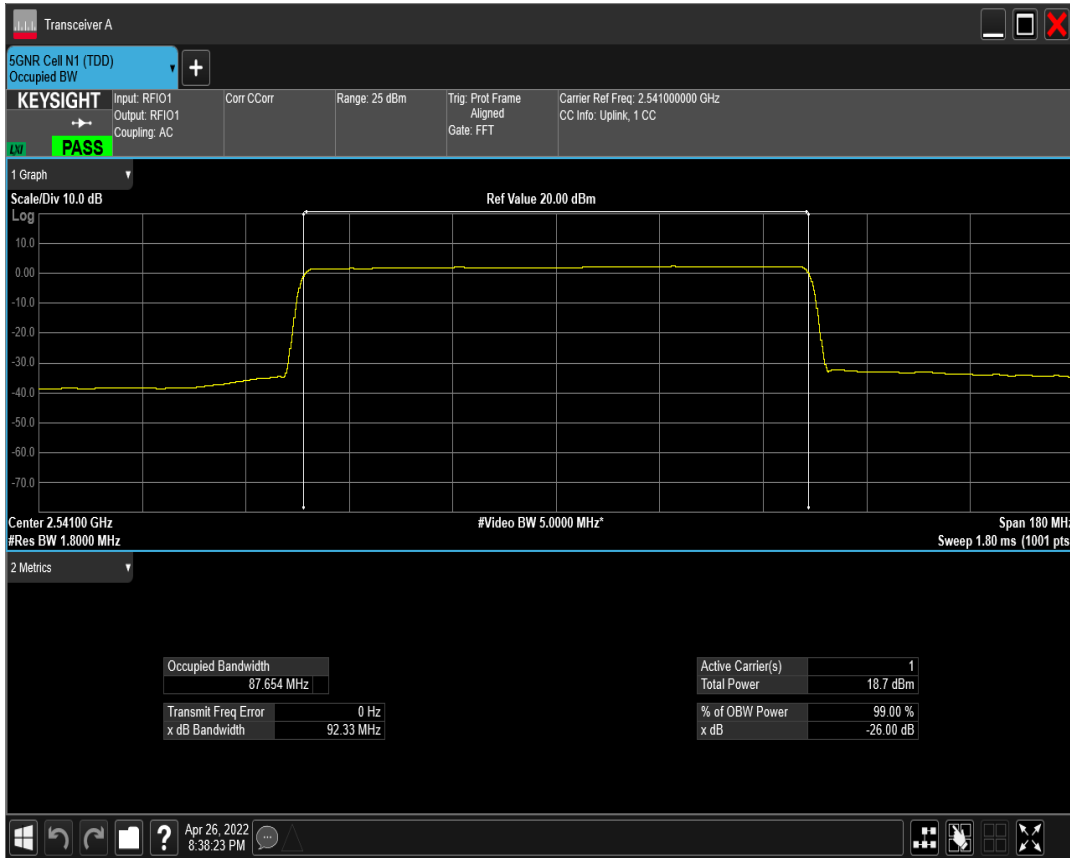 Transceiver A
5GNR Cell N1 (TDD)
Occupied BW
KEYSIGHT
LXI
PASS
Input: RFIO1
Output: RFIO1
Coupling: AC
Corr CCorr
Range: 25 dBm
Trig: Prot Frame
Aligned
Gate: FFT
Carrier Ref Freq: 2.541000000 GHz
CC Info: Uplink, 1 CC
1 Graph
Scale/Div 10.0 dB
Ref Value 20.00 dBm
Log
10.0
0.00
-10.0
-20.0
-30.0
-40.0
-50.0
-60.0
-70.0
Center 2.54100 GHz
#Video BW 5.0000 MHz*
Span 180 MHz
#Res BW 1.8000 MHz
Sweep 1.80 ms (1001 pts
2 Metrics
Occupied Bandwidth
87.654 MHz
Transmit Freq Error 0 Hz
x dB Bandwidth 92.33 MHz
Active Carrier(s) 1
Total Power 18.7 dBm
% of OBW Power 99.00 %
x dB -26.00 dB
?
Apr 26, 2022
8:38:23 PM